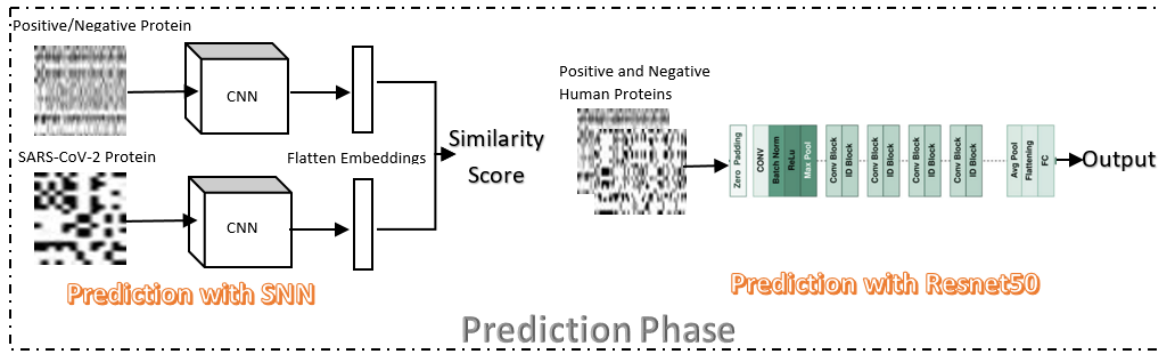 Positive/Negative Protein
CNN
SARS-CoV-2 Protein
Flatten Embeddings
CNN
Similarity
Score
Prediction with SNN
Positive and Negative
Human Proteins
Zero Padding
CONV
Batch Norm
ReLu
Max Pool
Conv Block
ID Block
Conv Block
ID Block
Conv Block
ID Block
Conv Block
ID Block
Avg Pool
Flattening
FC
Output
Prediction with Resnet50
Prediction Phase